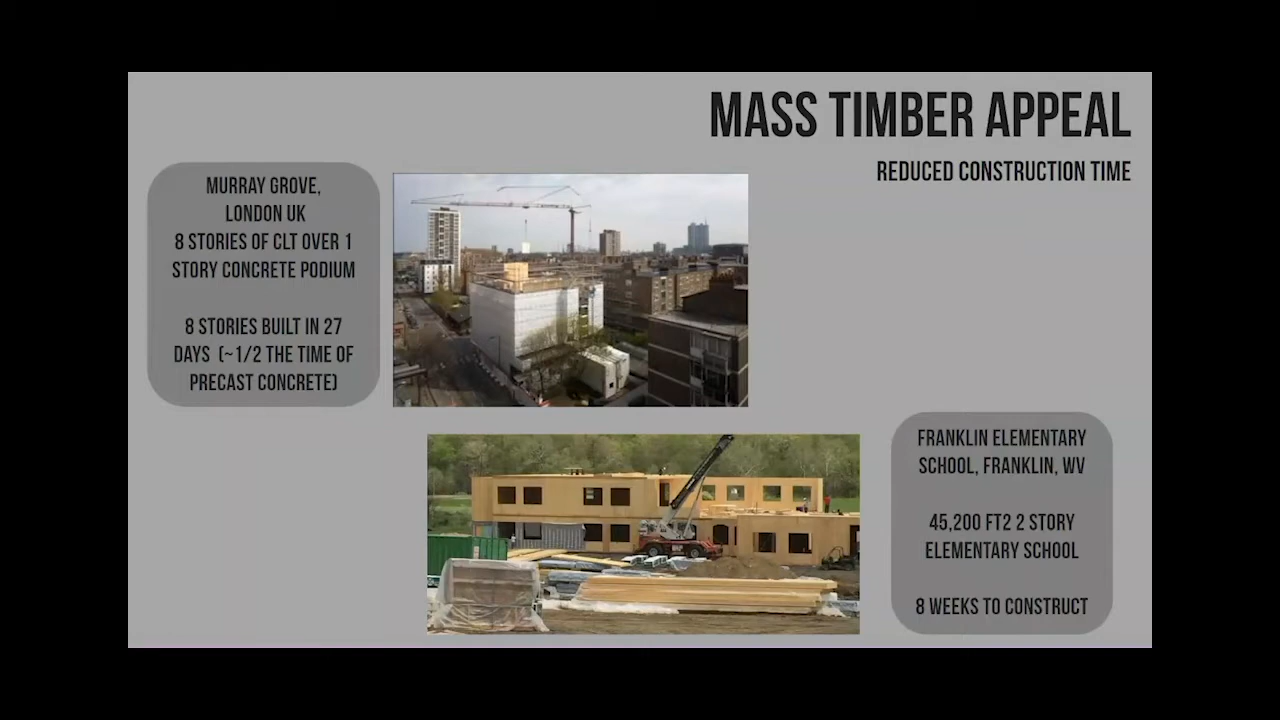 MASS TIMBER APPEAL
REDUCED CONSTRUCTION TIME
MURRAY GROVE,
LONDON UK
8 STORIES OF CLT OVER 1
STORY CONCRETE PODIUM
8 STORIES BUILT IN 27
DAYS (~1/2 THE TIME OF
PRECAST CONCRETE)
FRANKLIN ELEMENTARY
SCHOOL, FRANKLIN, WV
45,200 FT2 2 STORY
ELEMENTARY SCHOOL
8 WEEKS TO CONSTRUCT